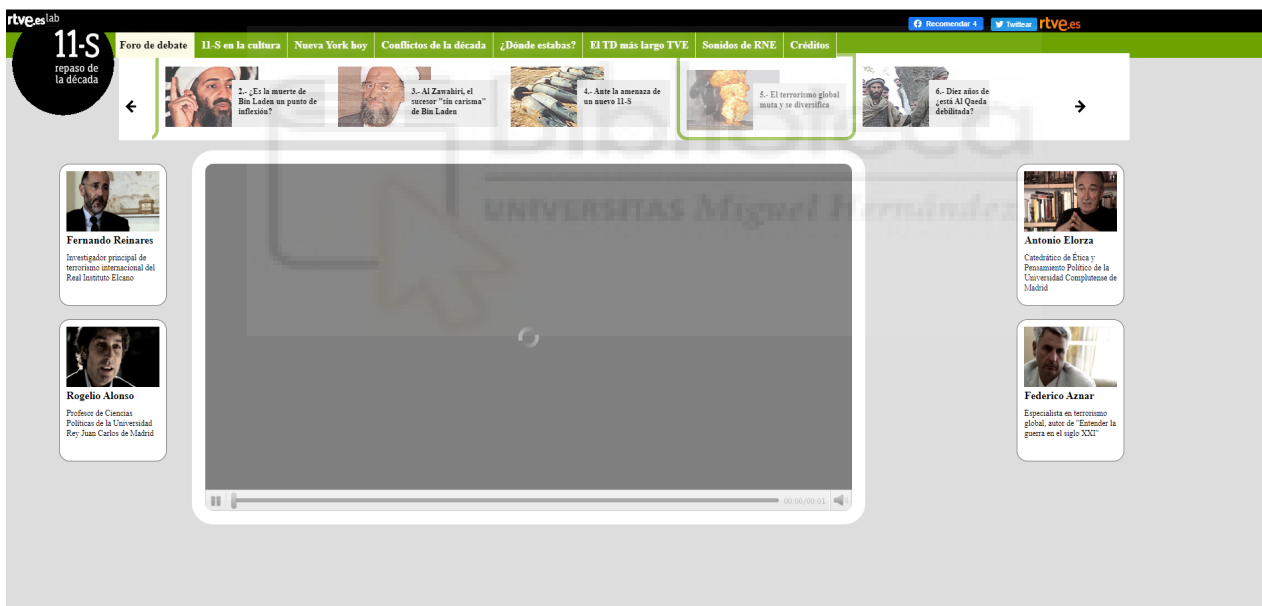 rtve.es lab
Recomendar 4
Twittear
rtve.es
11-S
repaso de
la década
Foro de debate
11-S en la cultura
Nueva York hoy
Conflictos de la década
¿Dónde estabas?
El TD más largo TVE
Sonidos de RNE
Créditos
2.- ¿Es la muerte de
Bin Laden un punto de
inflexión?
3.- Al Zawahiri, el
sucesor "sin carisma"
de Bin Laden
4.- Ante la amenaza de
un nuevo 11-S
5.- El terrorismo global
muta y se diversifica
6.- Diez años de
¿está Al Qaeda
debilitada?
Biblioteca
UNIVERSITAS Miguel Hernández
Fernando Reinares
Investigador principal de
terrorismo internacional del
Real Instituto Elcano
Rogelio Alonso
Profesor de Ciencias
Políticas de la Universidad
Rey Juan Carlos de Madrid
Antonio Elorza
Catedrático de Ética y
Pensamiento Político de la
Universidad Complutense de
Madrid
Federico Aznar
Especialista en terrorismo
global, autor de "Entender la
guerra en el siglo XXI"
00:00/00:01